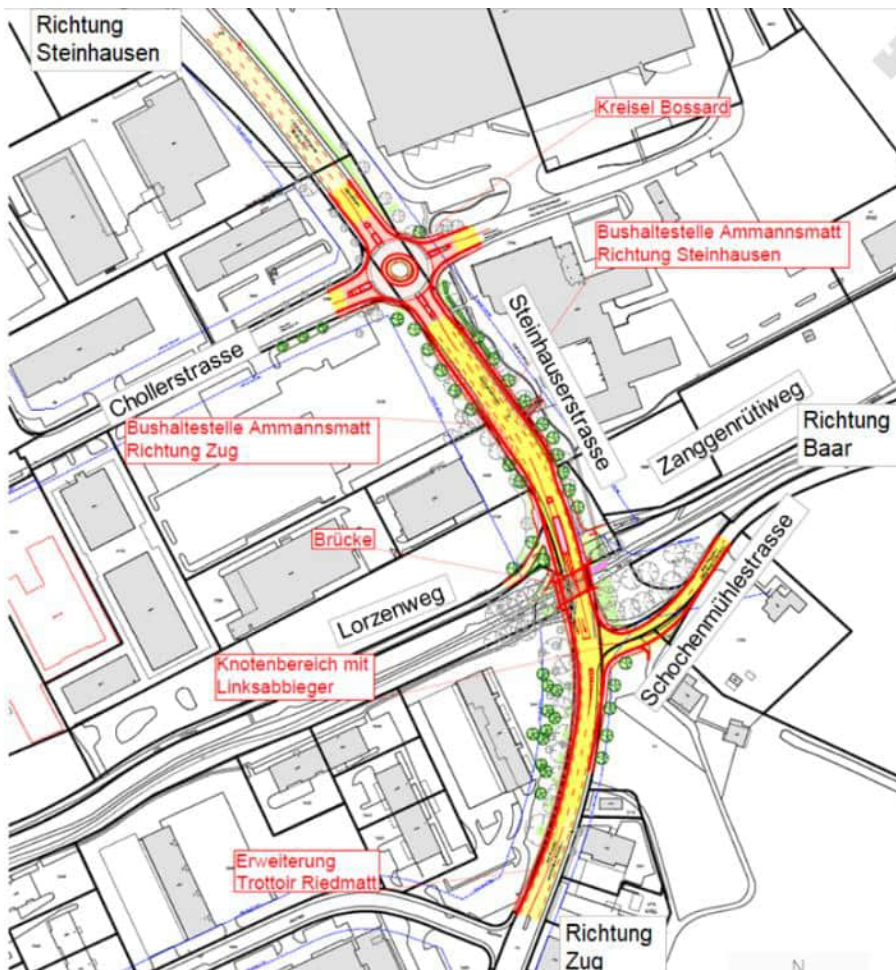 Richtung
Steinhausen
Kreisel Bossard
Bushaltestelle Ammannsmatt
Richtung Steinhausen
Steinhauserstrasse
Chollerstrasse
Bushaltestelle Ammannsmatt
Richtung Zug
Zanggenrütiweg
Richtung
Baar
Brücke
Lorzenweg
Schochenmühlestrasse
Knotenbereich mit
Linksabbieger
Erweiterung
Trottoir Riedmatt
Richtung
Zug
N